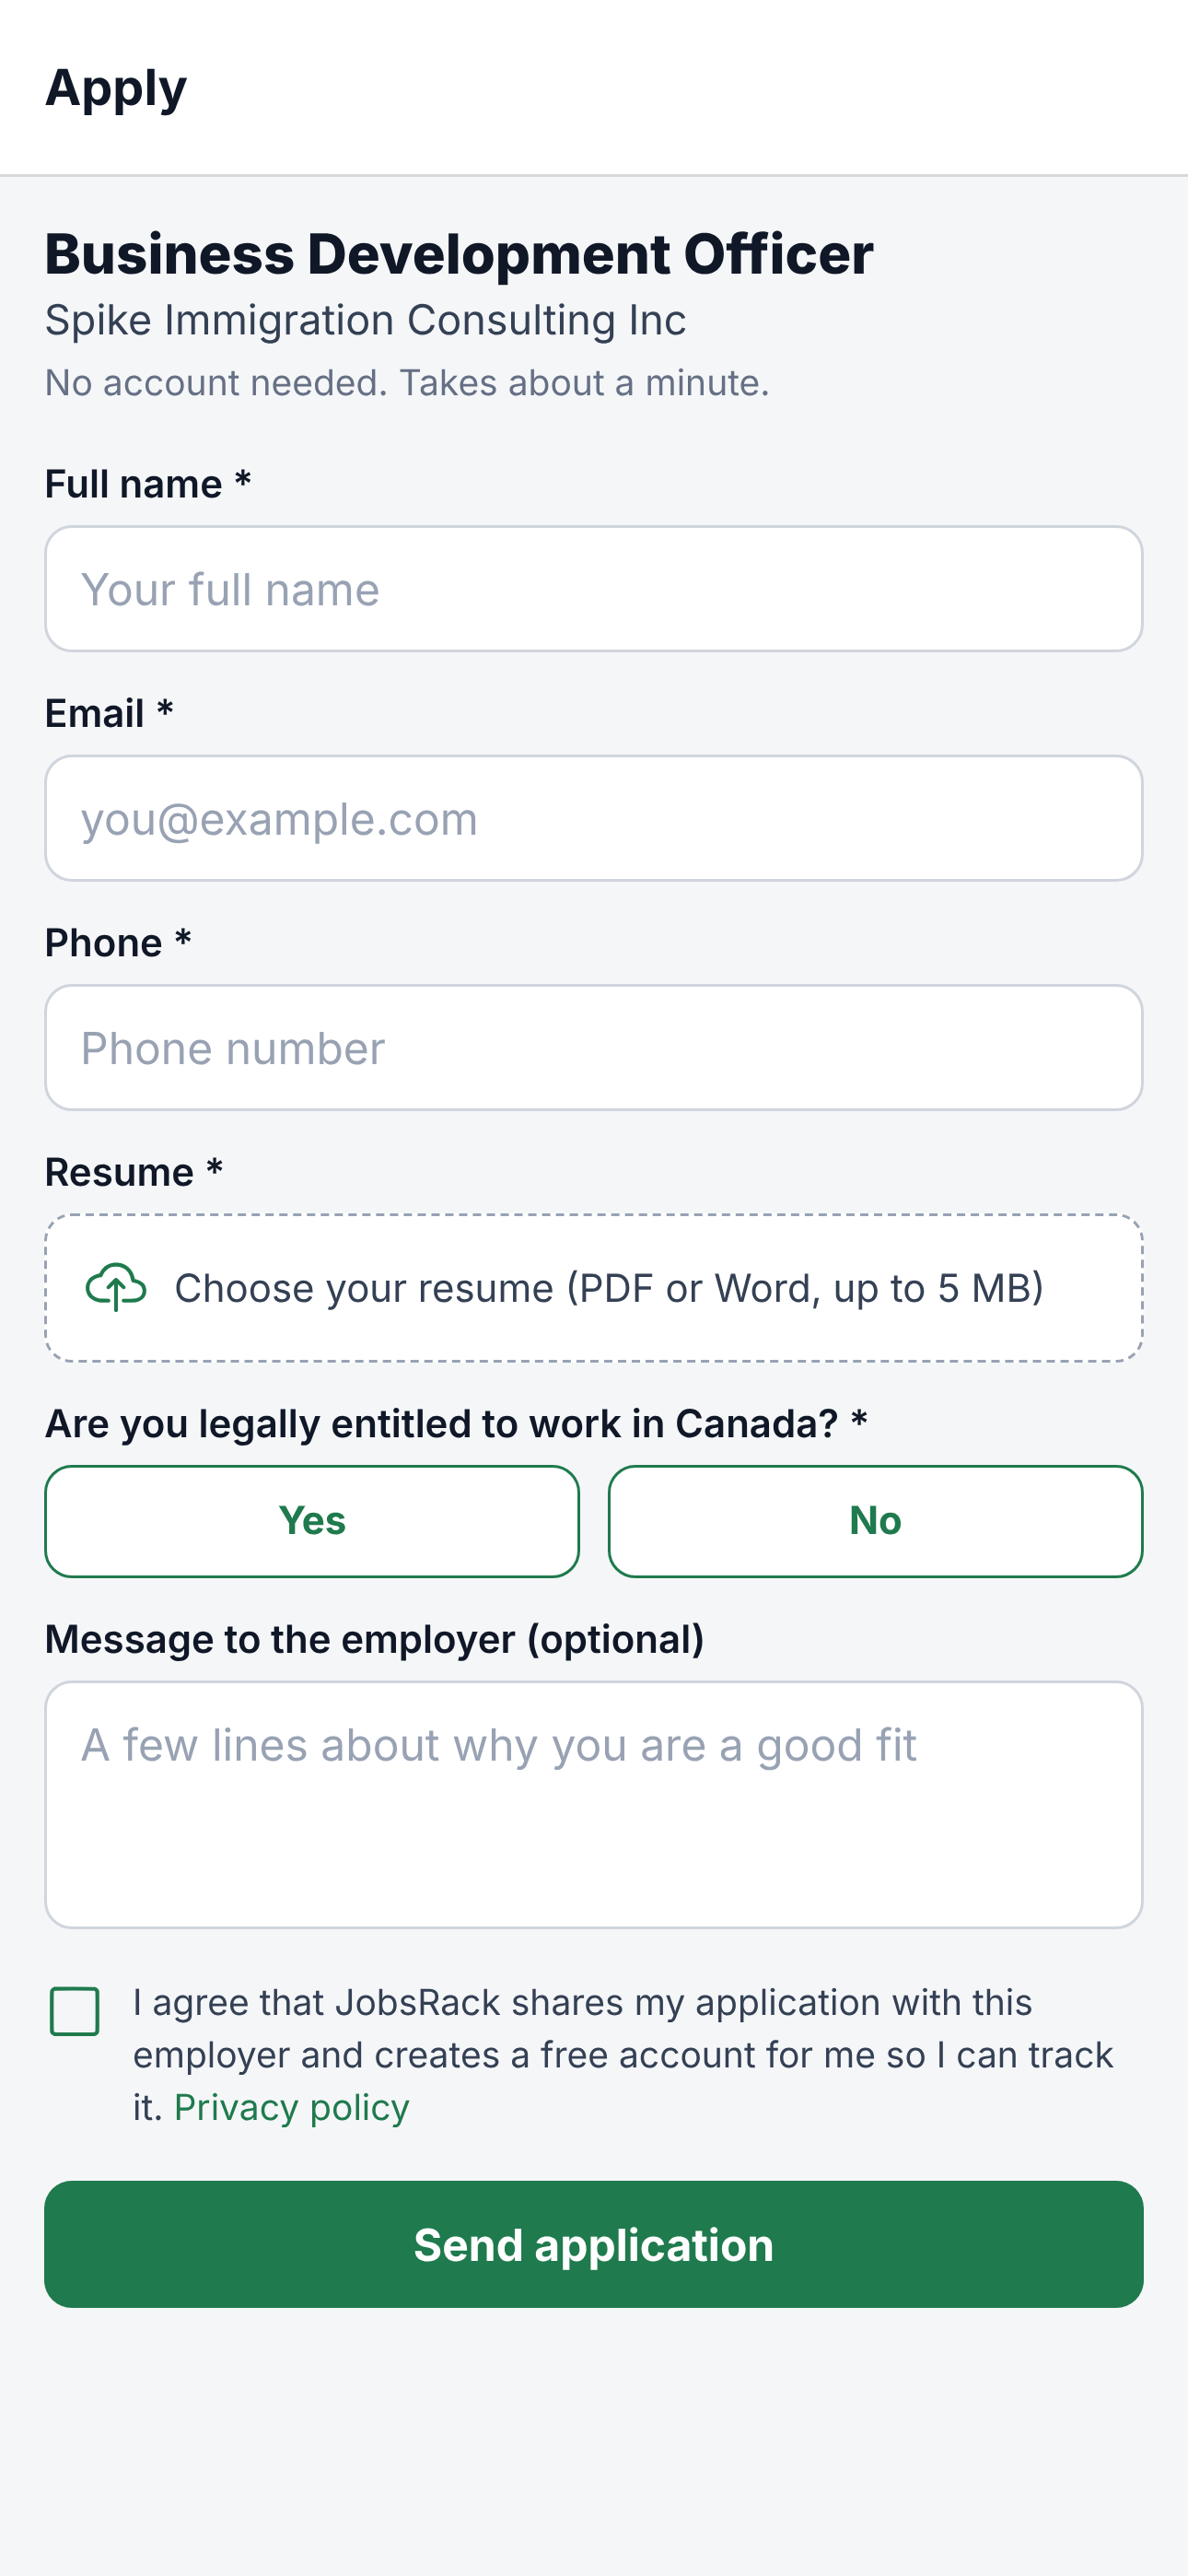 Apply
Business Development Officer
Spike Immigration Consulting Inc
No account needed. Takes about a minute.
Full name *
Your full name
Email *
you@example.com
Phone *
Phone number
Resume *
Choose your resume (PDF or Word, up to 5 MB)
Are you legally entitled to work in Canada? *
Yes No
Message to the employer (optional)
A few lines about why you are a good fit
I agree that JobsRack shares my application with this
employer and creates a free account for me so I can track
it. Privacy policy
Send application